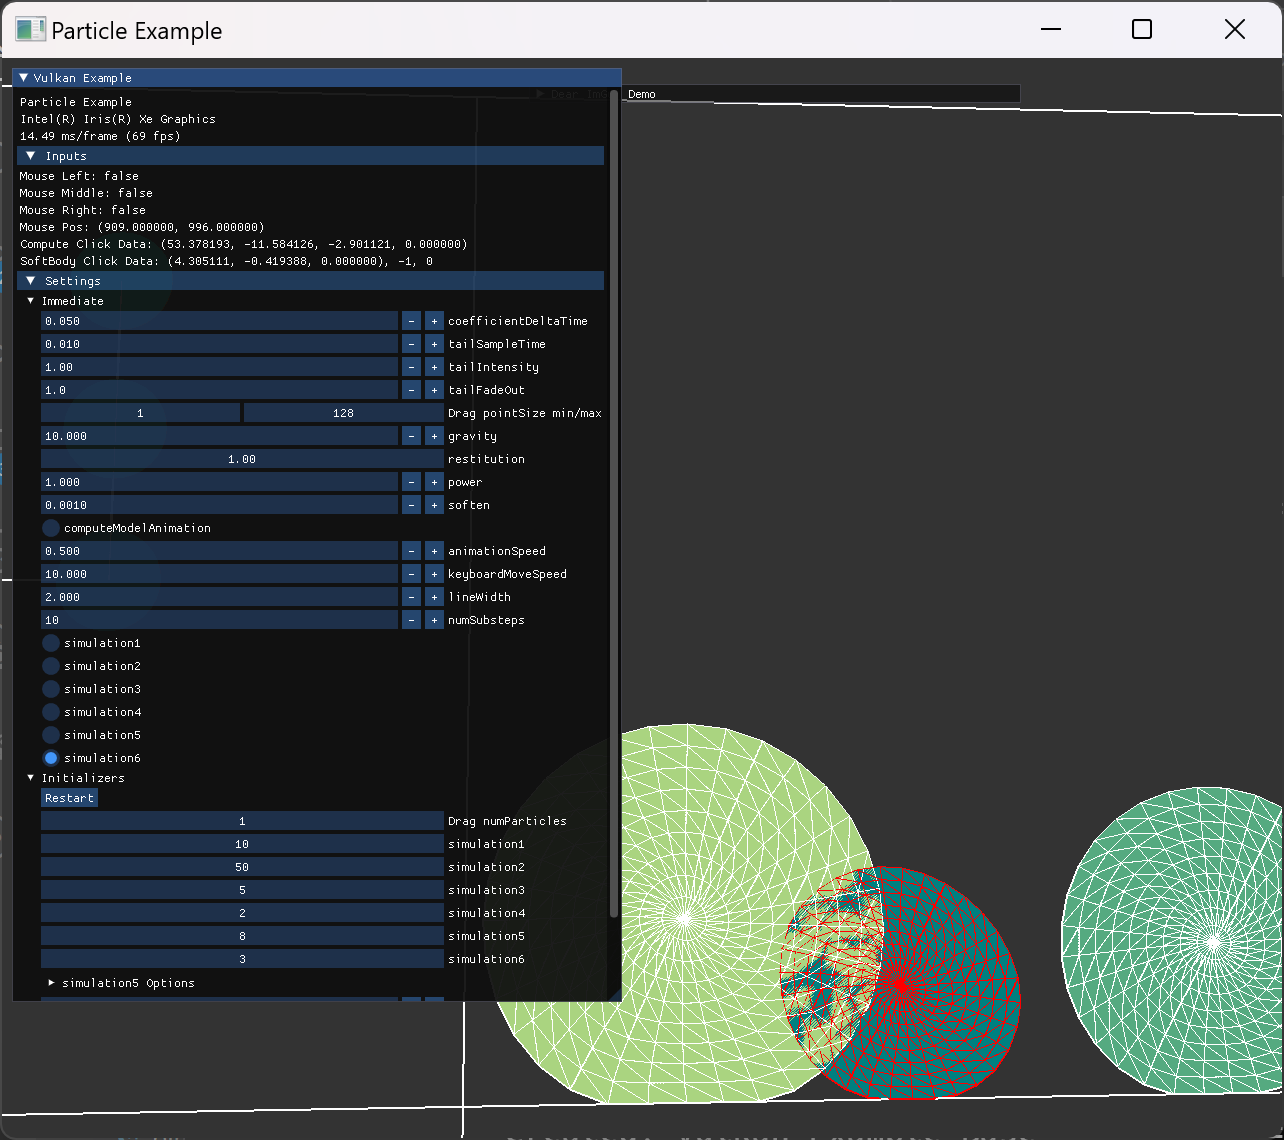 Particle Example
Vulkan Example
Demo
Particle Example
Intel(R) Iris(R) Xe Graphics
14.49 ms/frame (69 fps)
Inputs
Mouse Left: false
Mouse Middle: false
Mouse Right: false
Mouse Pos: (909.000000, 996.000000)
Compute Click Data: (53.378193, -11.584126, -2.901121, 0.000000)
SoftBody Click Data: (4.305111, -0.419388, 0.000000), -1, 0
Settings
Immediate
0.050 - + coefficientDeltaTime
0.010 - + tailSampleTime
1.00 - + tailIntensity
1.0 - + tailFadeOut
1 128 Drag pointSize min/max
10.000 - + gravity
1.00 restitution
1.000 - + power
0.0010 - + soften
computeModelAnimation
0.500 - + animationSpeed
10.000 - + keyboardMoveSpeed
2.000 - + lineWidth
10 - + numSubsteps
simulation1
simulation2
simulation3
simulation4
simulation5
simulation6
Initializers
Restart
1 Drag numParticles
10 simulation1
50 simulation2
5 simulation3
2 simulation4
8 simulation5
3 simulation6
simulation5 Options